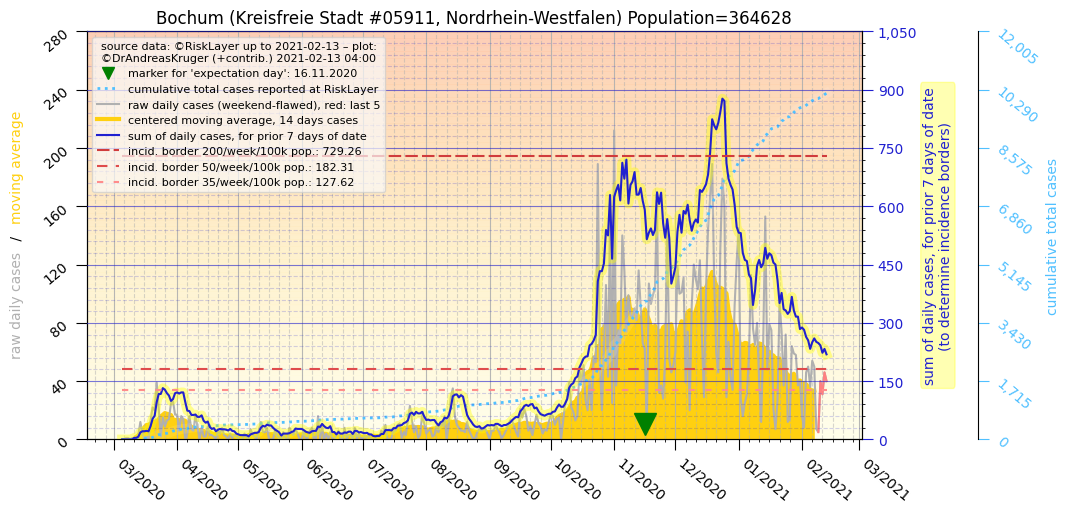 Bochum (Kreisfreie Stadt #05911, Nordrhein-Westfalen) Population=364628
source data: ©RiskLayer up to 2021-02-13 – plot:
©DrAndreasKruger (+contrib.) 2021-02-13 04:00
marker for 'expectation day': 16.11.2020
cumulative total cases reported at RiskLayer
raw daily cases (weekend-flawed), red: last 5
centered moving average, 14 days cases
sum of daily cases, for prior 7 days of date
incid. border 200/week/100k pop.: 729.26
incid. border 50/week/100k pop.: 182.31
incid. border 35/week/100k pop.: 127.62
raw daily cases / moving average
280
240
200
160
120
80
40
0
1,050
900
750
600
450
300
150
0
sum of daily cases, for prior 7 days of date
(to determine incidence borders)
12,005
10,290
8,575
6,860
5,145
3,430
1,715
0
cumulative total cases
03/2020
04/2020
05/2020
06/2020
07/2020
08/2020
09/2020
10/2020
11/2020
12/2020
01/2021
02/2021
03/2021